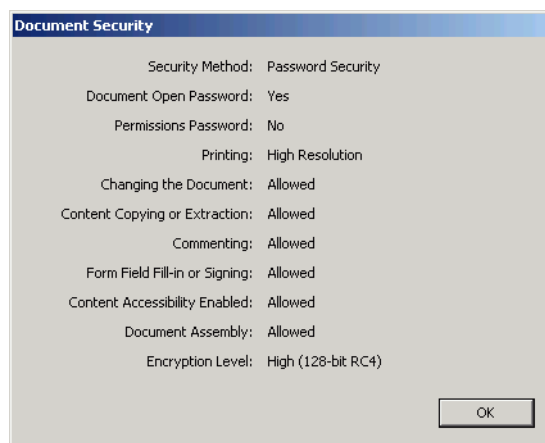 Document Security
Security Method: Password Security
Document Open Password: Yes
Permissions Password: No
Printing: High Resolution
Changing the Document: Allowed
Content Copying or Extraction: Allowed
Commenting: Allowed
Form Field Fill-in or Signing: Allowed
Content Accessibility Enabled: Allowed
Document Assembly: Allowed
Encryption Level: High (128-bit RC4)
OK